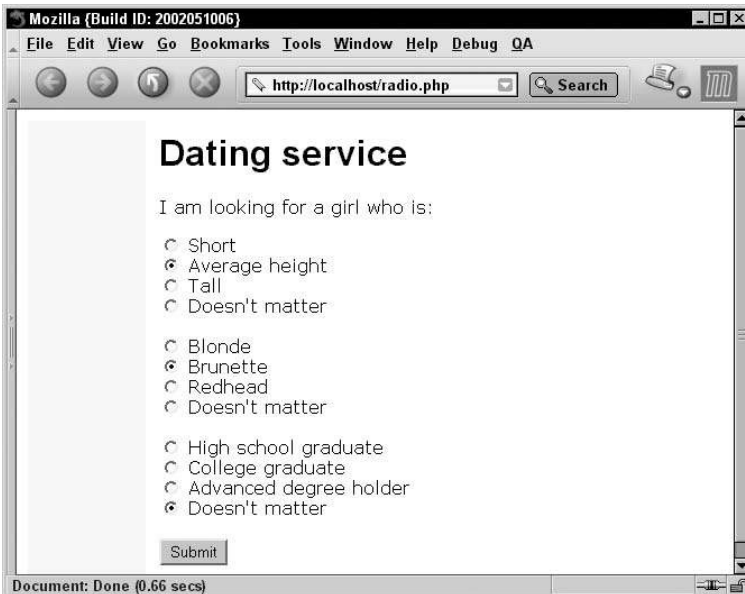 Mozilla {Build ID: 2002051006}
File Edit View Go Bookmarks Tools Window Help Debug QA
http://localhost/radio.php Search
Dating service
I am looking for a girl who is:
Short
Average height
Tall
Doesn't matter
Blonde
Brunette
Redhead
Doesn't matter
High school graduate
College graduate
Advanced degree holder
Doesn't matter
Submit
Document: Done (0.66 secs)